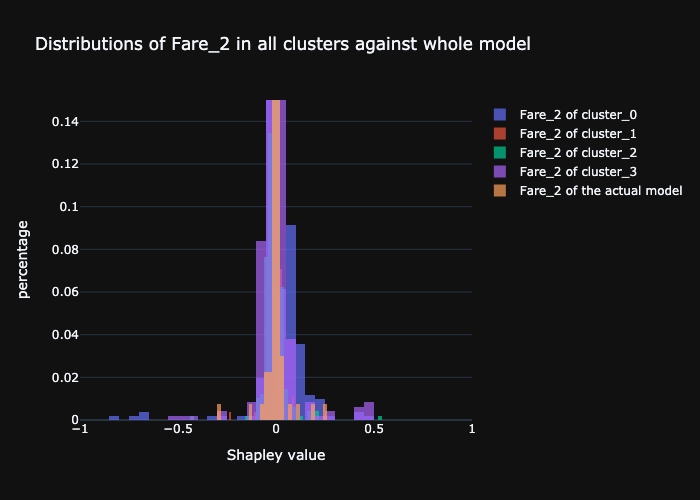 Distributions of Fare_2 in all clusters against whole model
percentage
0.14
0.12
0.1
0.08
0.06
0.04
0.02
0
−1
−0.5
0
0.5
1
Shapley value
Fare_2 of cluster_0
Fare_2 of cluster_1
Fare_2 of cluster_2
Fare_2 of cluster_3
Fare_2 of the actual model